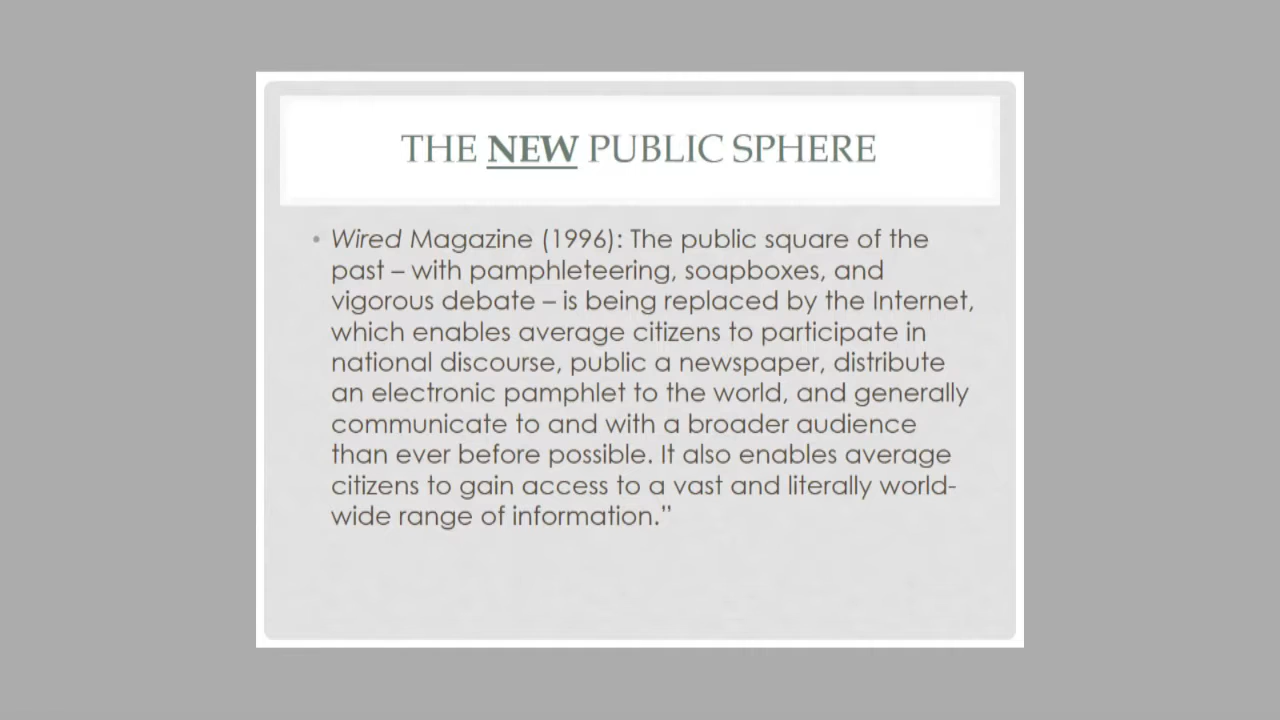 THE NEW PUBLIC SPHERE
• Wired Magazine (1996): The public square of the
past – with pamphleteering, soapboxes, and
vigorous debate – is being replaced by the Internet,
which enables average citizens to participate in
national discourse, public a newspaper, distribute
an electronic pamphlet to the world, and generally
communicate to and with a broader audience
than ever before possible. It also enables average
citizens to gain access to a vast and literally world-
wide range of information.”